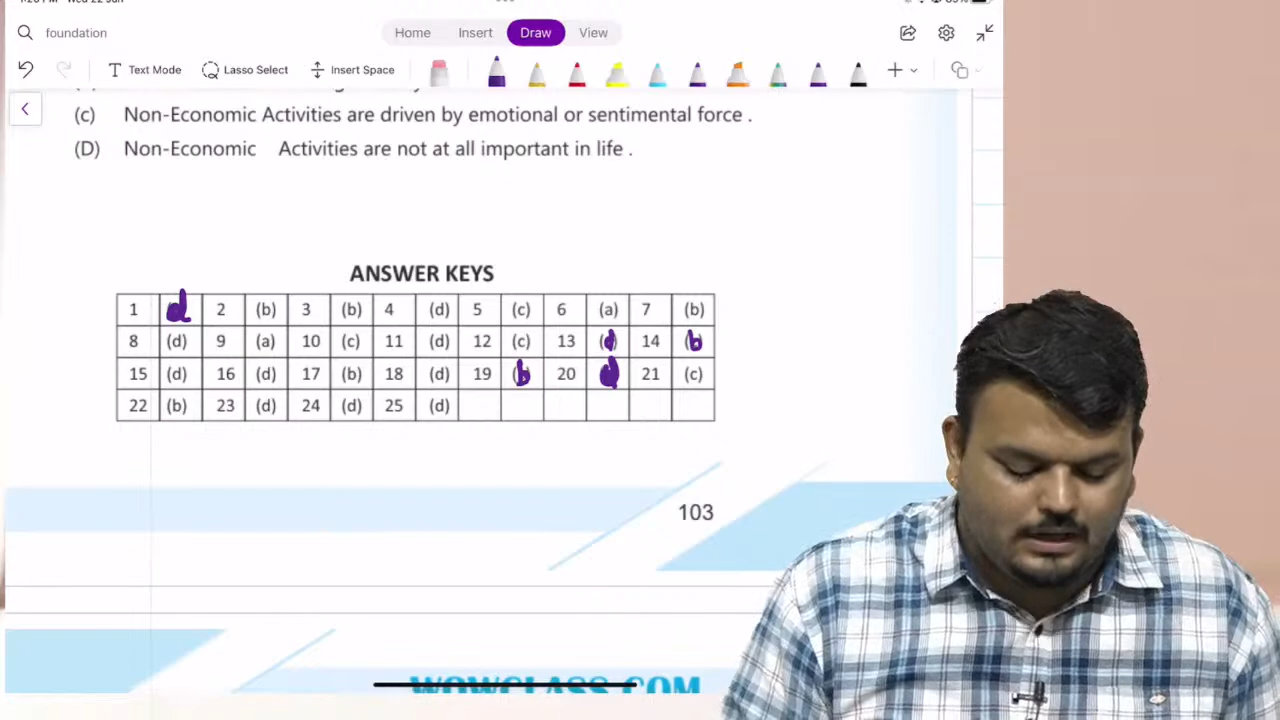 foundation
Home Insert Draw View
Text Mode Lasso Select Insert Space
(c) Non-Economic Activities are driven by emotional or sentimental force .
(D) Non-Economic Activities are not at all important in life .
ANSWER KEYS
1 d 2 (b) 3 (b) 4 (d) 5 (c) 6 (a) 7 (b)
8 (d) 9 (a) 10 (c) 11 (d) 12 (c) 13 d 14 b
15 (d) 16 (d) 17 (b) 18 (d) 19 b 20 d 21 (c)
22 (b) 23 (d) 24 (d) 25 (d)
103
WOWCLASS.COM